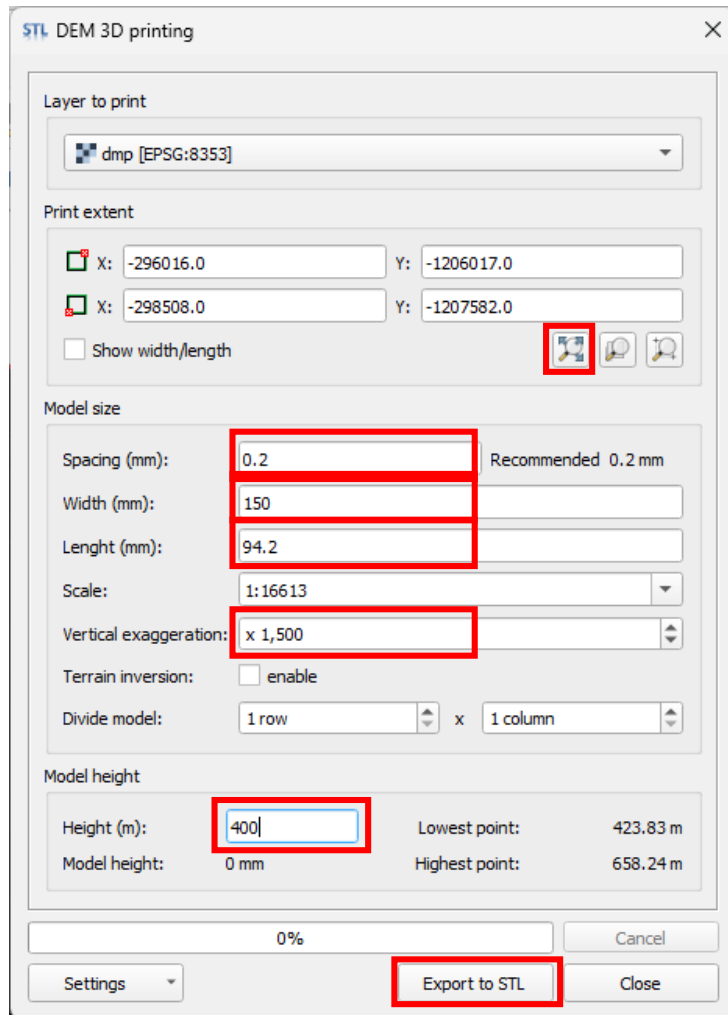 STL DEM 3D printing
Layer to print
dmp [EPSG:8353]
Print extent
X: -296016.0 Y: -1206017.0
X: -298508.0 Y: -1207582.0
Show width/length
Model size
Spacing (mm): 0.2 Recommended 0.2 mm
Width (mm): 150
Lenght (mm): 94.2
Scale: 1:16613
Vertical exaggeration: x 1,500
Terrain inversion: enable
Divide model: 1 row x 1 column
Model height
Height (m): 400 Lowest point: 423.83 m
Model height: 0 mm Highest point: 658.24 m
0% Cancel
Settings Export to STL Close